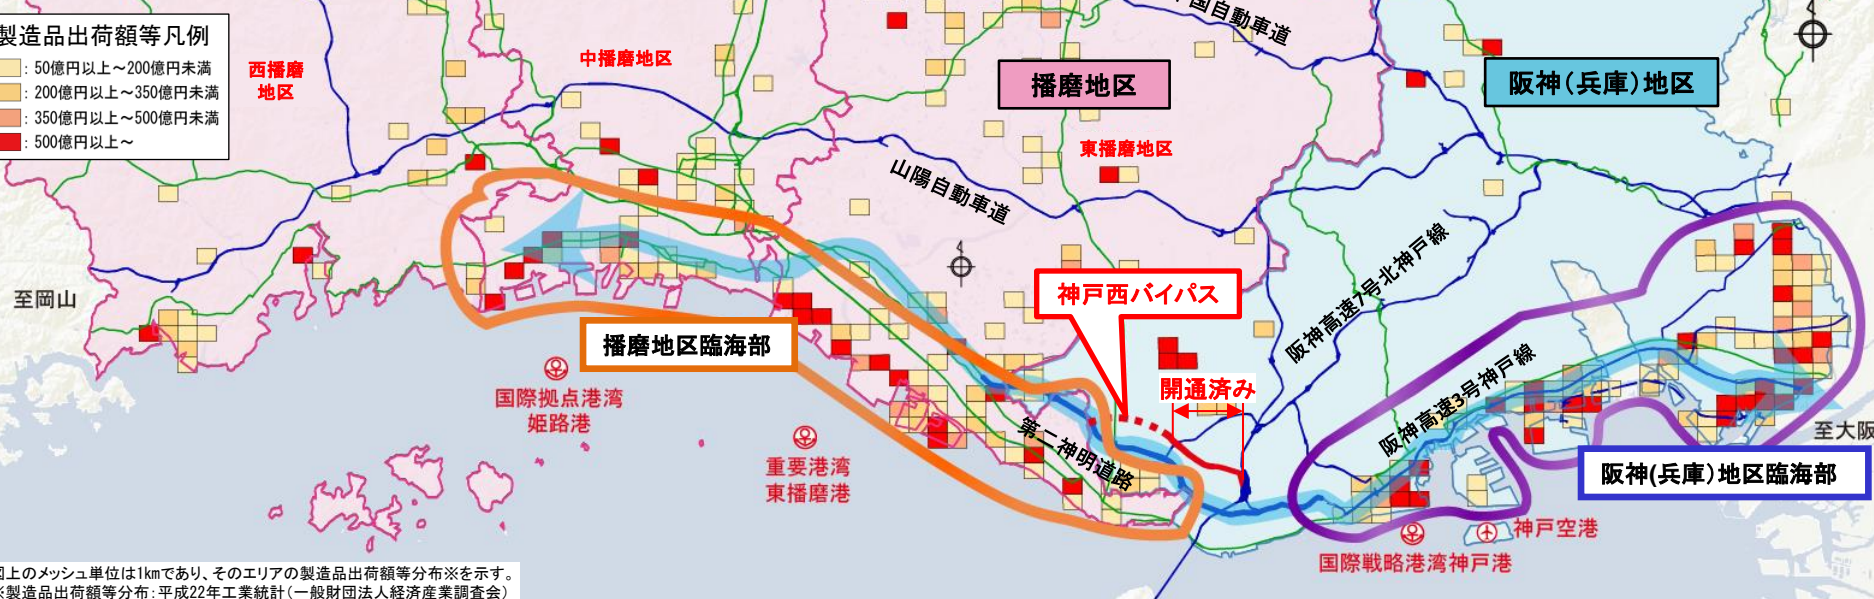 製造品出荷額等凡例
：50億円以上～200億円未満
：200億円以上～350億円未満
：350億円以上～500億円未満
：500億円以上～
西播磨
地区
中播磨地区
播磨地区
東播磨地区
中国自動車道
阪神(兵庫)地区
山陽自動車道
至岡山
播磨地区臨海部
国際拠点港湾
姫路港
重要港湾
東播磨港
神戸西バイパス
開通済み
第二神明道路
阪神高速7号北神戸線
阪神高速3号神戸線
至大阪
阪神(兵庫)地区臨海部
神戸空港
国際戦略港湾神戸港
図上のメッシュ単位は1kmであり、そのエリアの製造品出荷額等分布※を示す。
※製造品出荷額等分布：平成22年工業統計(一般財団法人経済産業調査会)